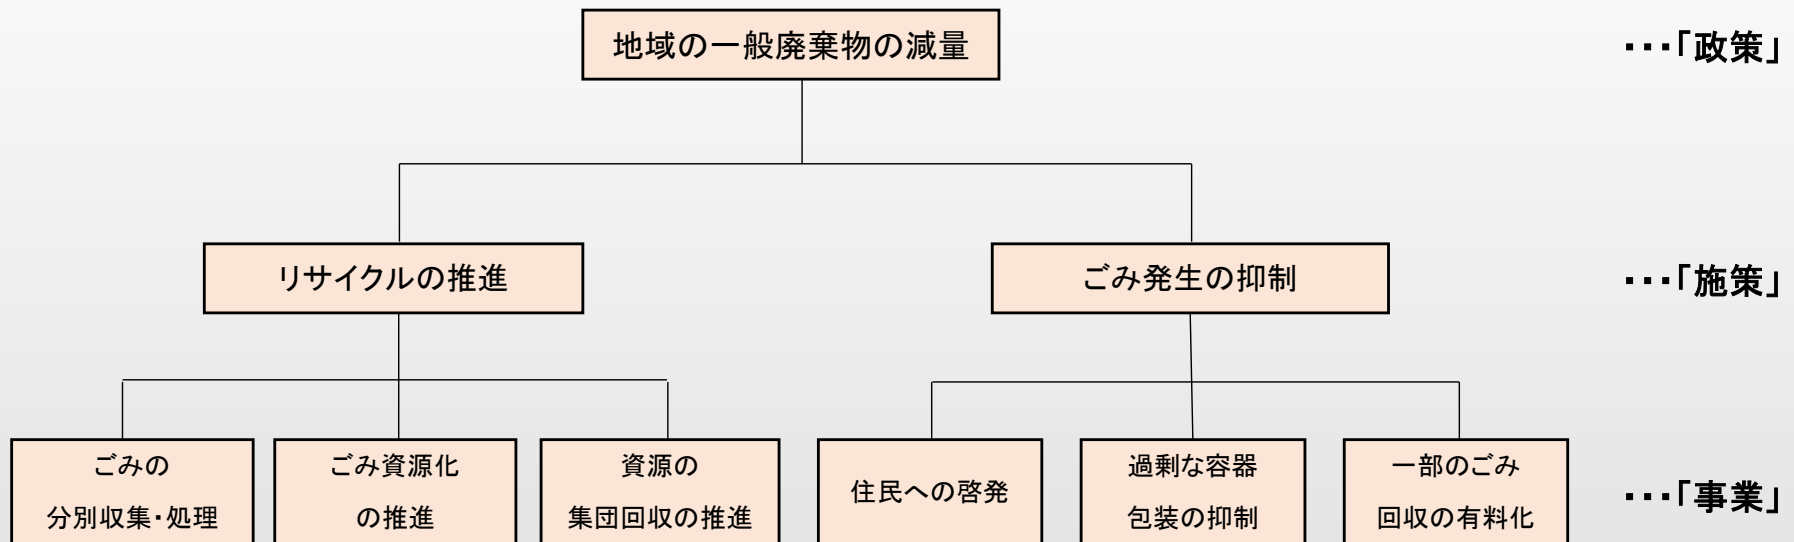 地域の一般廃棄物の減量
･･･「政策」
リサイクルの推進
ごみ発生の抑制
･･･「施策」
ごみの
分別収集・処理
ごみ資源化
の推進
資源の
集団回収の推進
住民への啓発
過剰な容器
包装の抑制
一部のごみ
回収の有料化
･･･「事業」